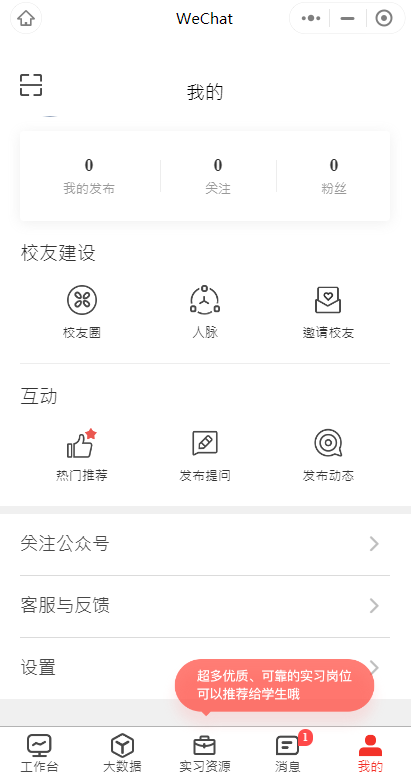 WeChat
我的
0 0 0
我的发布 关注 粉丝
校友建设
校友圈 人脉 邀请校友
互动
热门推荐 发布提问 发布动态
关注公众号
客服与反馈
设置
超多优质、可靠的实习岗位
可以推荐给学生哦
1
工作台 大数据 实习资源 消息 我的